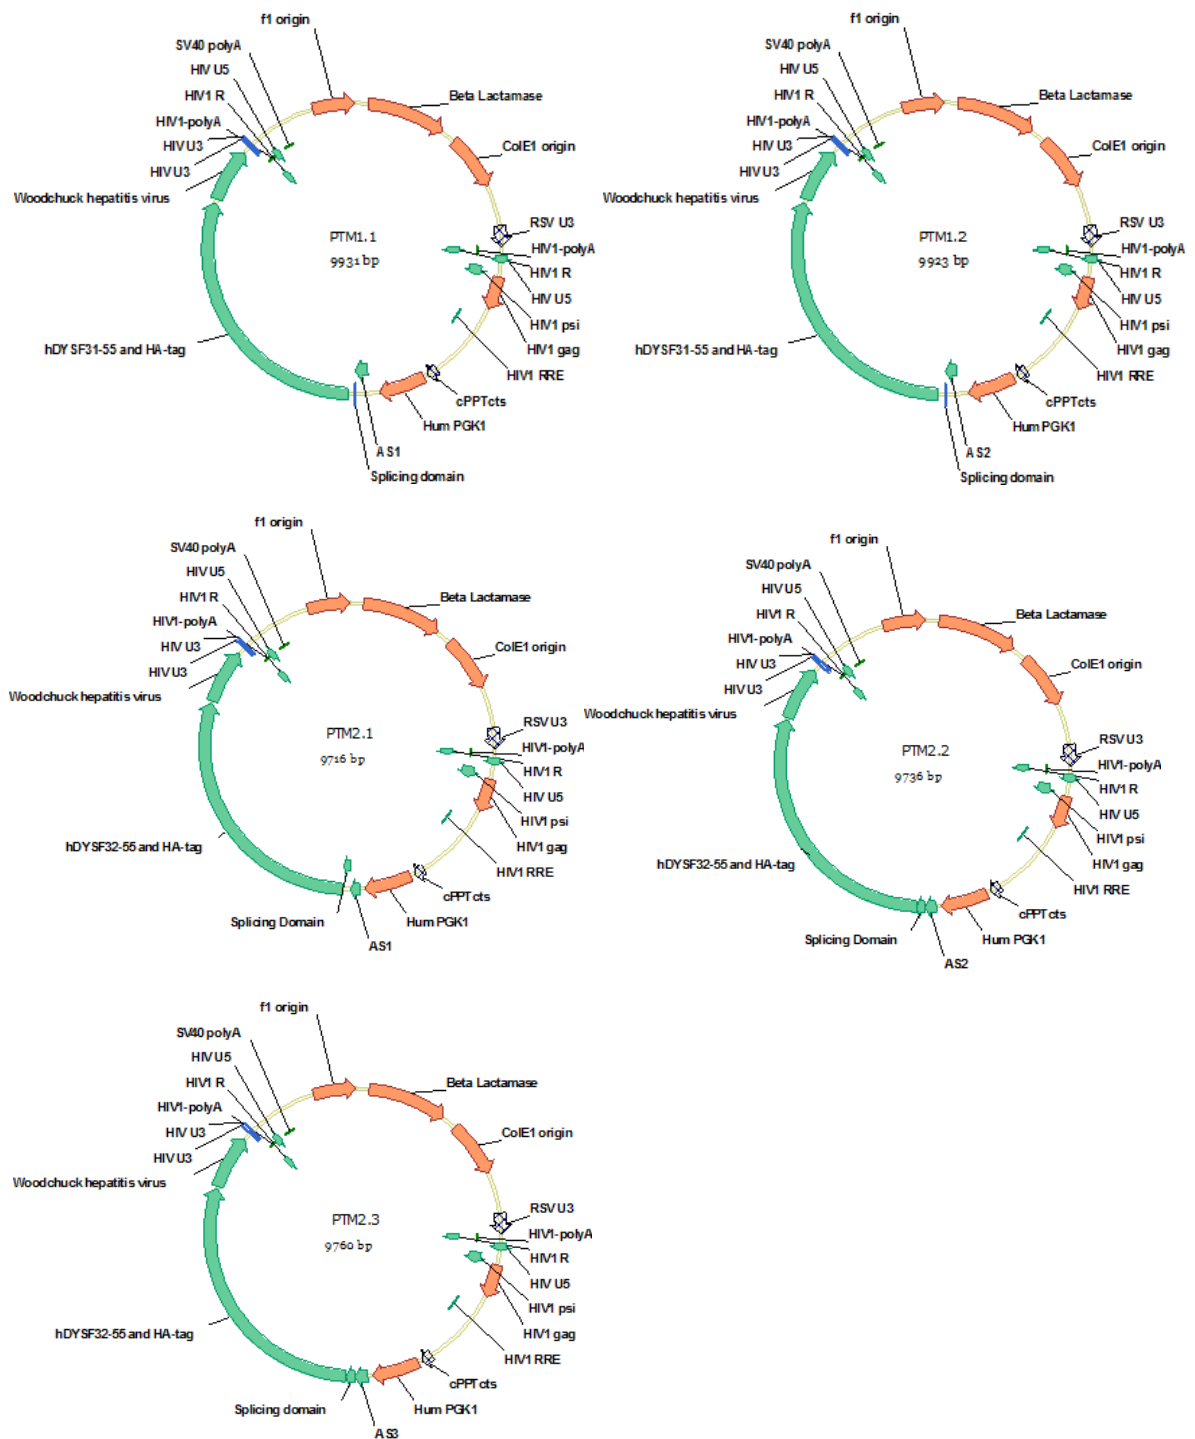 f1 origin
SV40 polyA
HIV U5
HIV1 R
HIV1-polyA
HIV U3
HIV U3
Woodchuck hepatitis virus
Beta Lactamase
ColE1 origin
RSV U3
HIV1-polyA
HIV1 R
HIV U5
HIV1 psi
HIV1 gag
HIV1 RRE
cPPTcts
Hum PGK1
AS1
Splicing domain
hDYSF31-55 and HA-tag
PTM1.1
9931 bp
f1 origin
SV40 polyA
HIV U5
HIV1 R
HIV1-polyA
HIV U3
HIV U3
Woodchuck hepatitis virus
Beta Lactamase
ColE1 origin
RSV U3
HIV1-polyA
HIV1 R
HIV U5
HIV1 psi
HIV1 gag
HIV1 RRE
cPPTcts
Hum PGK1
AS2
Splicing domain
hDYSF31-55 and HA-tag
PTM1.2
9923 bp
f1 origin
SV40 polyA
HIV U5
HIV1 R
HIV1-polyA
HIV U3
HIV U3
Woodchuck hepatitis virus
Beta Lactamase
ColE1 origin
RSV U3
HIV1-polyA
HIV1 R
HIV U5
HIV1 psi
HIV1 gag
HIV1 RRE
cPPTcts
Hum PGK1
AS1
Splicing Domain
hDYSF32-55 and HA-tag
PTM2.1
9716 bp
f1 origin
SV40 polyA
HIV U5
HIV1 R
HIV1-polyA
HIV U3
HIV U3
Woodchuck hepatitis virus
Beta Lactamase
ColE1 origin
RSV U3
HIV1-polyA
HIV1 R
HIV U5
HIV1 psi
HIV1 gag
HIV1 RRE
cPPTcts
Hum PGK1
AS2
Splicing Domain
hDYSF32-55 and HA-tag
PTM2.2
9736 bp
f1 origin
SV40 polyA
HIV U5
HIV1 R
HIV1-polyA
HIV U3
HIV U3
Woodchuck hepatitis virus
Beta Lactamase
ColE1 origin
RSV U3
HIV1-polyA
HIV1 R
HIV U5
HIV1 psi
HIV1 gag
HIV1 RRE
cPPTcts
Hum PGK1
AS3
Splicing domain
hDYSF32-55 and HA-tag
PTM2.3
9760 bp